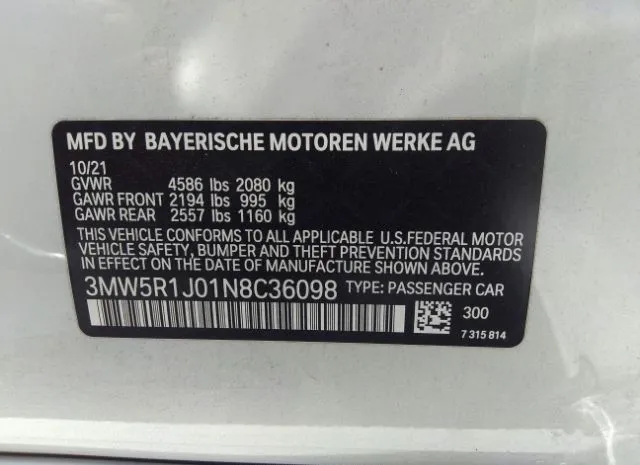 MFD BY BAYERISCHE MOTOREN WERKE AG
10/21
GVWR 4586 lbs 2080 kg
GAWR FRONT 2194 lbs 995 kg
GAWR REAR 2557 lbs 1160 kg
THIS VEHICLE CONFORMS TO ALL APPLICABLE U.S.FEDERAL MOTOR
VEHICLE SAFETY, BUMPER AND THEFT PREVENTION STANDARDS
IN EFFECT ON THE DATE OF MANUFACTURE SHOWN ABOVE.
3MW5R1J01N8C36098 TYPE: PASSENGER CAR
300
7 315 814